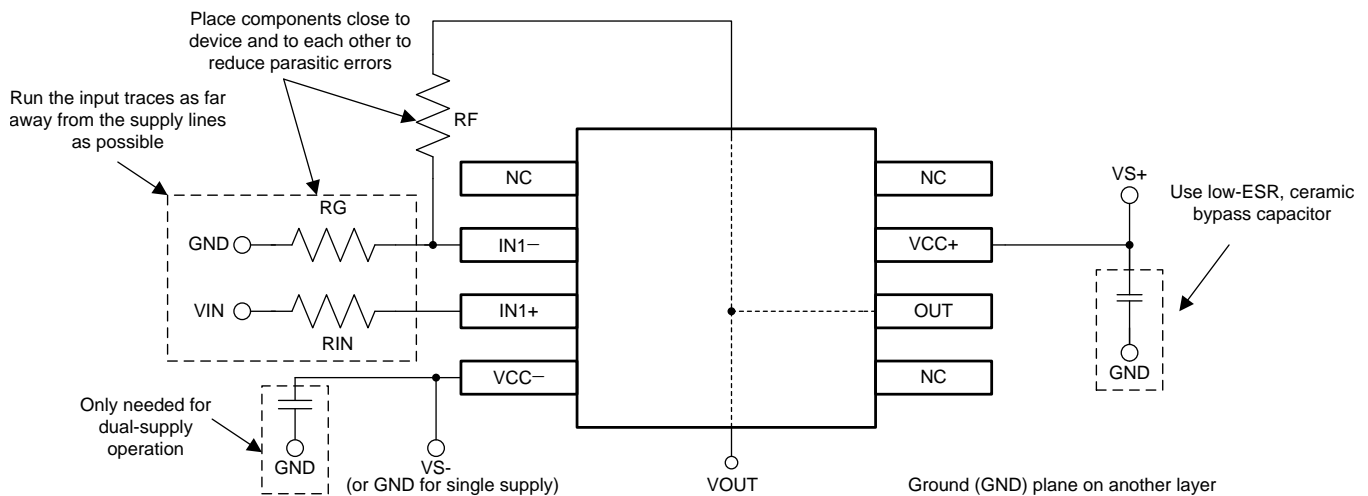 Place components close to
device and to each other to
reduce parasitic errors
Run the input traces as far
away from the supply lines
as possible
RF
NC
NC
VS+
Use low-ESR, ceramic
bypass capacitor
RG
GND
IN1−
VCC+
VIN
IN1+
OUT
RIN
VCC−
NC
GND
Only needed for
dual-supply
operation
GND
VS-
(or GND for single supply)
VOUT
Ground (GND) plane on another layer